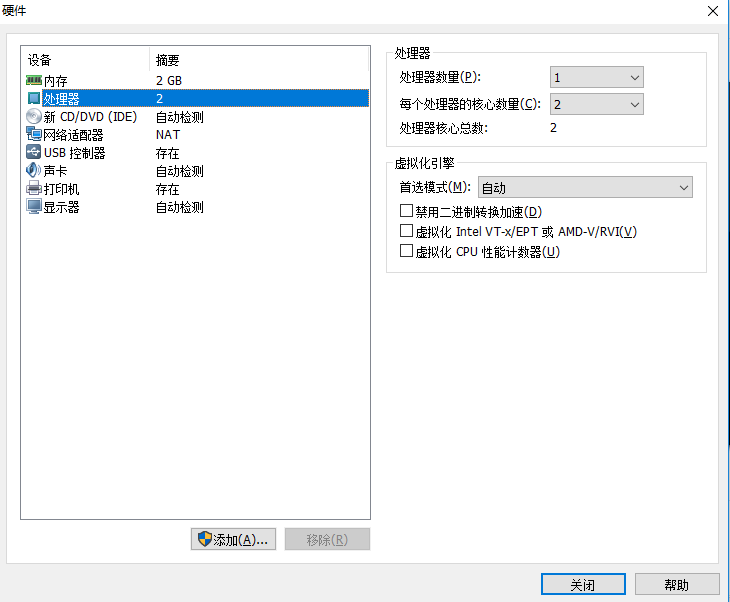 硬件
设备 摘要
内存 2 GB
处理器 2
新 CD/DVD (IDE) 自动检测
网络适配器 NAT
USB 控制器 存在
声卡 自动检测
打印机 存在
显示器 自动检测
添加(A)...
移除(R)
处理器
处理器数量(P): 1
每个处理器的核心数量(C): 2
处理器核心总数: 2
虚拟化引擎
首选模式(M): 自动
禁用二进制转换加速(D)
虚拟化 Intel VT-x/EPT 或 AMD-V/RVI(V)
虚拟化 CPU 性能计数器(U)
关闭
帮助